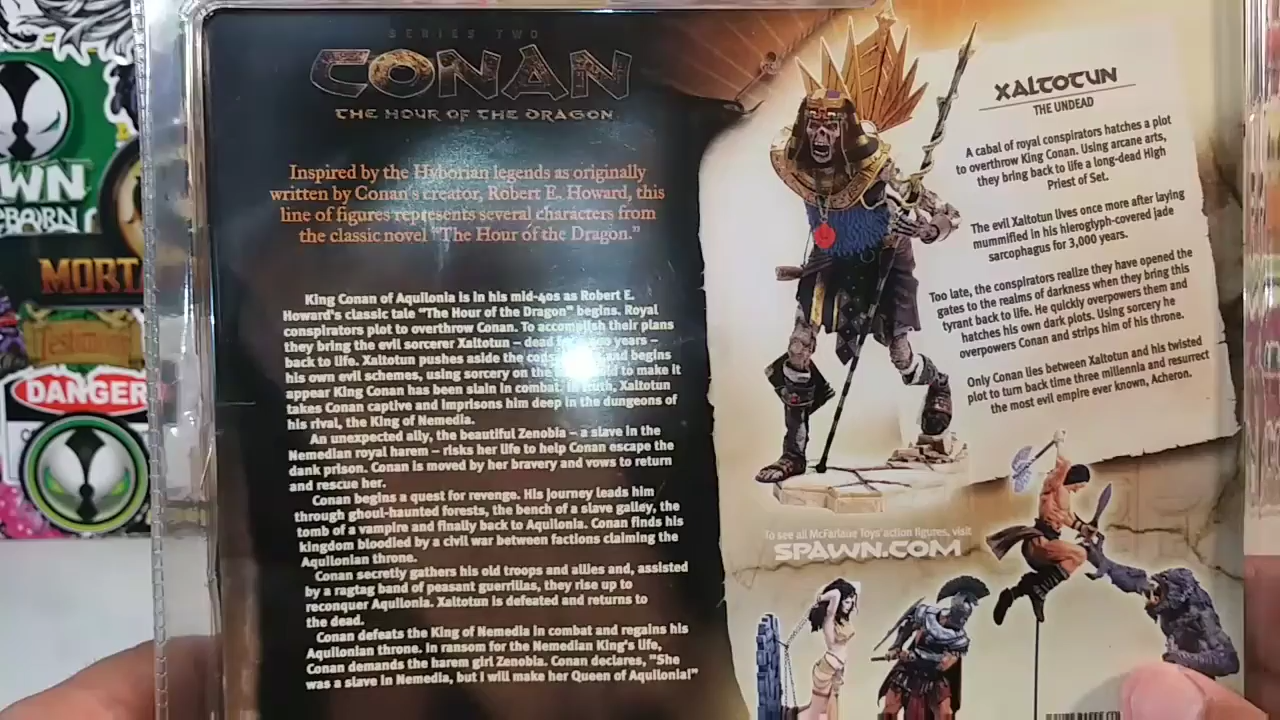 SERIES TWO
CONAN
THE HOUR OF THE DRAGON
Inspired by the Hyborian legends as originally
written by Conan's creator, Robert E. Howard, this
line of figures represents several characters from
the classic novel "The Hour of the Dragon."
King Conan of Aquilonia is in his mid-40s as Robert E.
Howard's classic tale "The Hour of the Dragon" begins. Royal
conspirators plot to overthrow Conan. To accomplish their plans
they bring the evil sorcerer Xaltotun – dead years –
back to life. Xaltotun pushes aside the and begins
his own evil schemes, using sorcery on the to make it
appear King Conan has been slain in combat. In truth, Xaltotun
takes Conan captive and imprisons him deep in the dungeons of
his rival, the King of Nemedia.
An unexpected ally, the beautiful Zenobia – a slave in the
Nemedian royal harem – risks her life to help Conan escape the
dank prison. Conan is moved by her bravery and vows to return
and rescue her.
Conan begins a quest for revenge. His journey leads him
through ghoul-haunted forests, the bench of a slave galley, the
tomb of a vampire and finally back to Aquilonia. Conan finds his
kingdom bloodied by a civil war between factions claiming the
Aquilonian throne.
Conan secretly gathers his old troops and allies and, assisted
by a ragtag band of peasant guerrillas, they rise up to
reconquer Aquilonia. Xaltotun is defeated and returns to
the dead.
Conan defeats the King of Nemedia in combat and regains his
Aquilonian throne. In ransom for the Nemedian King's life,
Conan demands the harem girl Zenobia. Conan declares, "She
was a slave in Nemedia, but I will make her Queen of Aquilonia!"
XALTOTUN
THE UNDEAD
A cabal of royal conspirators hatches a plot
to overthrow King Conan. Using arcane arts,
they bring back to life a long-dead High
Priest of Set.
The evil Xaltotun lives once more after laying
mummified in his hieroglyph-covered jade
sarcophagus for 3,000 years.
Too late, the conspirators realize they have opened the
gates to the realms of darkness when they bring this
tyrant back to life. He quickly overpowers them and
hatches his own dark plots. Using sorcery he
overpowers Conan and strips him of his throne.
Only Conan lies between Xaltotun and his twisted
plot to turn back time three millennia and resurrect
the most evil empire ever known, Acheron.
To see all McFarlane Toys' action figures, visit
SPAWN.COM
WN
EBORN
MORTA
DANGER